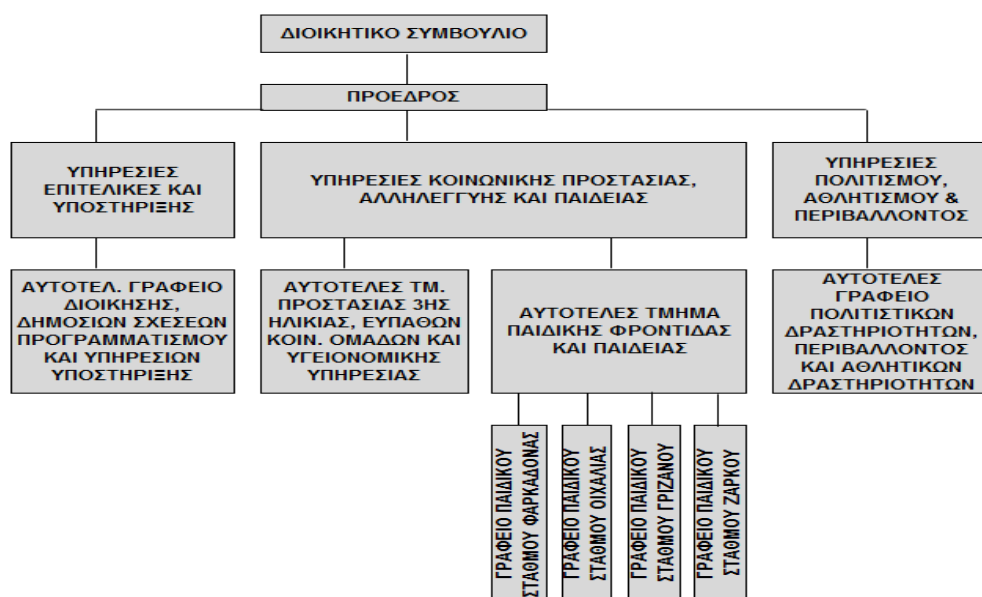 ΔΙΟΙΚΗΤΙΚΟ ΣΥΜΒΟΥΛΙΟ
ΠΡΟΕΔΡΟΣ
ΥΠΗΡΕΣΙΕΣ
ΕΠΙΤΕΛΙΚΕΣ ΚΑΙ
ΥΠΟΣΤΗΡΙΞΗΣ
ΥΠΗΡΕΣΙΕΣ ΚΟΙΝΩΝΙΚΗΣ ΠΡΟΣΤΑΣΙΑΣ,
ΑΛΛΗΛΕΓΓΥΗΣ ΚΑΙ ΠΑΙΔΕΙΑΣ
ΥΠΗΡΕΣΙΕΣ
ΠΟΛΙΤΙΣΜΟΥ,
ΑΘΛΗΤΙΣΜΟΥ &
ΠΕΡΙΒΑΛΛΟΝΤΟΣ
ΑΥΤΟΤΕΛ. ΓΡΑΦΕΙΟ
ΔΙΟΙΚΗΣΗΣ,
ΔΗΜΟΣΙΩΝ ΣΧΕΣΕΩΝ
ΠΡΟΓΡΑΜΜΑΤΙΣΜΟΥ
ΚΑΙ ΥΠΗΡΕΣΙΩΝ
ΥΠΟΣΤΗΡΙΞΗΣ
ΑΥΤΟΤΕΛΕΣ ΤΜ.
ΠΡΟΣΤΑΣΙΑΣ 3ΗΣ
ΗΛΙΚΙΑΣ, ΕΥΠΑΘΩΝ
ΚΟΙΝ. ΟΜΑΔΩΝ ΚΑΙ
ΥΓΕΙΟΝΟΜΙΚΗΣ
ΥΠΗΡΕΣΙΑΣ
ΑΥΤΟΤΕΛΕΣ ΤΜΗΜΑ
ΠΑΙΔΙΚΗΣ ΦΡΟΝΤΙΔΑΣ
ΚΑΙ ΠΑΙΔΕΙΑΣ
ΑΥΤΟΤΕΛΕΣ
ΓΡΑΦΕΙΟ
ΠΟΛΙΤΙΣΤΙΚΩΝ
ΔΡΑΣΤΗΡΙΟΤΗΤΩΝ,
ΠΕΡΙΒΑΛΛΟΝΤΟΣ
ΚΑΙ ΑΘΛΗΤΙΚΩΝ
ΔΡΑΣΤΗΡΙΟΤΗΤΩΝ
ΓΡΑΦΕΙΟ ΠΑΙΔΙΚΟΥ
ΣΤΑΘΜΟΥ ΦΑΡΚΑΔΟΝΑΣ
ΓΡΑΦΕΙΟ ΠΑΙΔΙΚΟΥ
ΣΤΑΘΜΟΥ ΟΙΧΑΛΙΑΣ
ΓΡΑΦΕΙΟ ΠΑΙΔΙΚΟΥ
ΣΤΑΘΜΟΥ ΓΡΙΖΑΝΟΥ
ΓΡΑΦΕΙΟ ΠΑΙΔΙΚΟΥ
ΣΤΑΘΜΟΥ ΖΑΡΚΟΥ